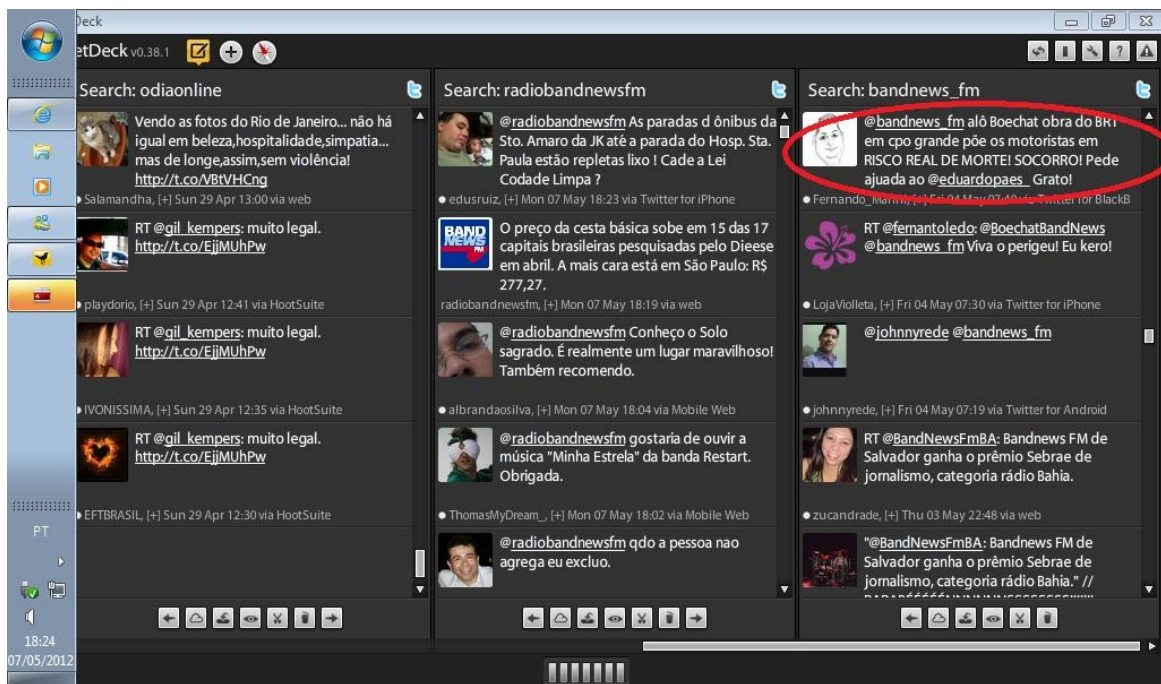 Deck
etDeck v0.38.1
Search: odiaonline
Vendo as fotos do Rio de Janeiro... não há
igual em beleza,hospitalidade,simpatia...
mas de longe,assim,sem violência!
http://t.co/VBtVHCng
Salamandha, [+] Sun 29 Apr 13:00 via web
RT @gil_kempers: muito legal.
http://t.co/EjjMUhPw
playdorio, [+] Sun 29 Apr 12:41 via HootSuite
RT @gil_kempers: muito legal.
http://t.co/EjjMUhPw
IVONISSIMA, [+] Sun 29 Apr 12:35 via HootSuite
RT @gil_kempers: muito legal.
http://t.co/EjjMUhPw
EFTBRASIL, [+] Sun 29 Apr 12:30 via HootSuite
Search: radiobandnewsfm
@radiobandnewsfm As paradas d ônibus da
Sto. Amaro da JK até a parada do Hosp. Sta.
Paula estão repletas lixo ! Cade a Lei
Codade Limpa ?
edusruiz, [+] Mon 07 May 18:23 via Twitter for iPhone
BAND
NEWS
FM
O preço da cesta básica sobe em 15 das 17
capitais brasileiras pesquisadas pelo Dieese
em abril. A mais cara está em São Paulo: R$
277,27.
radiobandnewsfm, [+] Mon 07 May 18:19 via web
@radiobandnewsfm Conheço o Solo
sagrado. É realmente um lugar maravilhoso!
Também recomendo.
albrandaosilva, [+] Mon 07 May 18:04 via Mobile Web
@radiobandnewsfm gostaria de ouvir a
música "Minha Estrela" da banda Restart.
Obrigada.
ThomasMyDream_, [+] Mon 07 May 18:02 via Mobile Web
@radiobandnewsfm qdo a pessoa nao
agrega eu excluo.
Search: bandnews_fm
@bandnews_fm alô Boechat obra do BRT
em cpo grande põe os motoristas em
RISCO REAL DE MORTE! SOCORRO! Pede
ajuada ao @eduardopaes_ Grato!
Fernando_Marini, [+] Fri 04 May 07:40 via Twitter for BlackB
RT @fernantoledo: @BoechatBandNews
@bandnews_fm Viva o perigeu! Eu kero!
LojaViolleta, [+] Fri 04 May 07:30 via Twitter for iPhone
@johnnyrede @bandnews_fm
johnnyrede, [+] Fri 04 May 07:19 via Twitter for Android
RT @BandNewsFmBA: Bandnews FM de
Salvador ganha o prêmio Sebrae de
jornalismo, categoria rádio Bahia.
zucandrade, [+] Thu 03 May 22:48 via web
"@BandNewsFmBA: Bandnews FM de
Salvador ganha o prêmio Sebrae de
jornalismo, categoria rádio Bahia." //
PT
18:24
07/05/2012